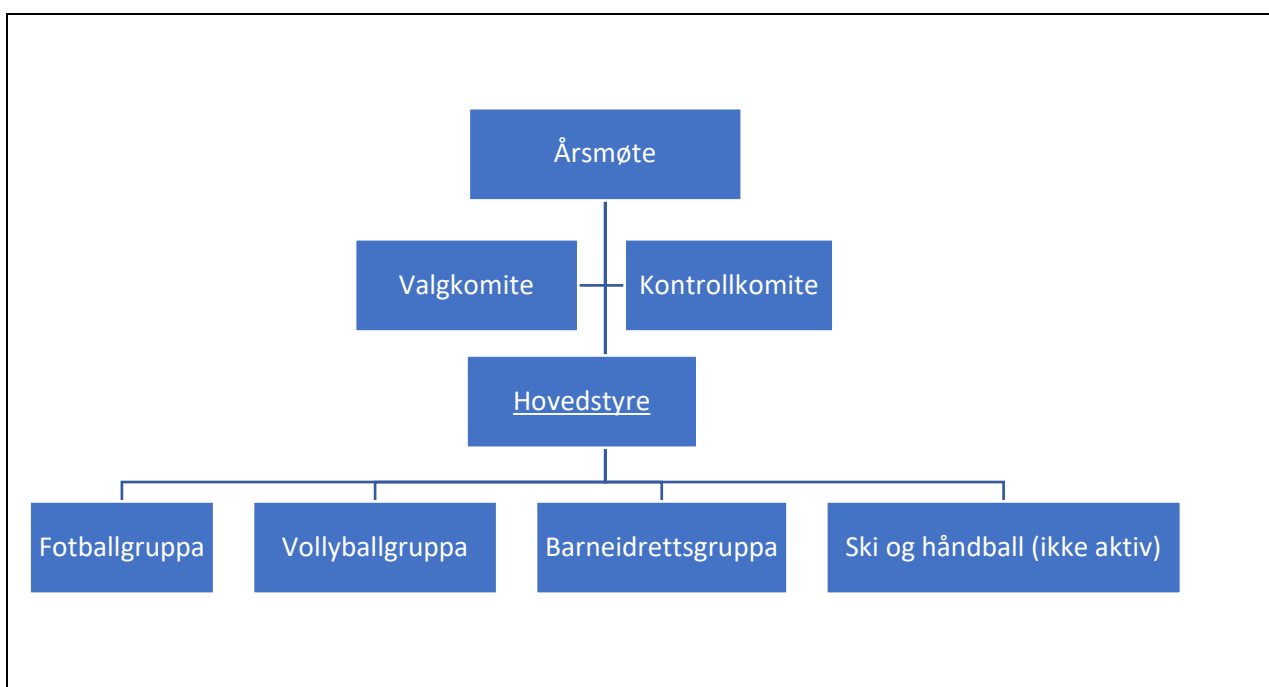 Årsmøte
Valgkomite
Kontrollkomite
Hovedstyre
Fotballgruppa
Vollyballgruppa
Barneidrettsgruppa
Ski og håndball (ikke aktiv)